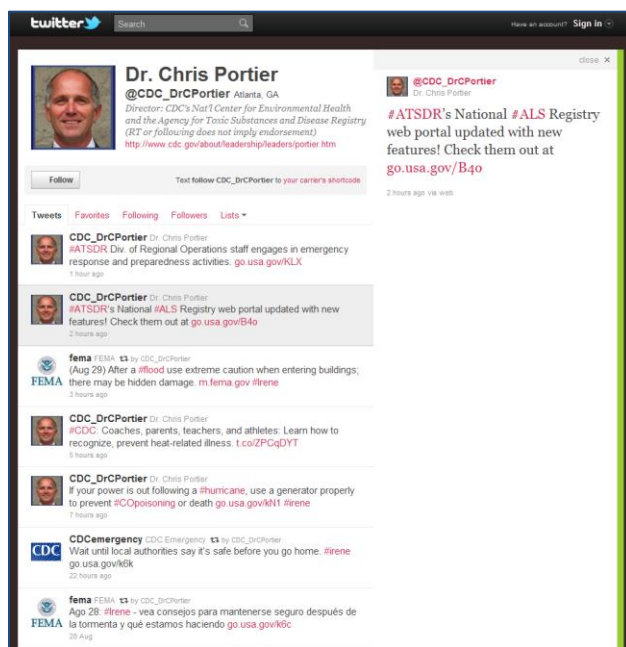 twitter
Search
Have an account? Sign in
Dr. Chris Portier
@CDC_DrCPortier Atlanta, GA
Director: CDC's Nat'l Center for Environmental Health
and the Agency for Toxic Substances and Disease Registry
(RT or following does not imply endorsement)
http://www.cdc.gov/about/leadership/leaders/portier.htm
Follow
Text follow CDC_DrCPortier to your carrier's shortcode
Tweets Favorites Following Followers Lists
CDC_DrCPortier Dr. Chris Portier
#ATSDR Div. of Regional Operations staff engages in emergency
response and preparedness activities. go.usa.gov/KLX
1 hour ago
CDC_DrCPortier Dr. Chris Portier
#ATSDR's National #ALS Registry web portal updated with new
features! Check them out at go.usa.gov/B4o
2 hours ago
fema FEMA by CDC_DrCPortier
(Aug 29) After a #flood use extreme caution when entering buildings;
there may be hidden damage. m.fema.gov #Irene
3 hours ago
FEMA
CDC_DrCPortier Dr. Chris Portier
#CDC: Coaches, parents, teachers, and athletes: Learn how to
recognize, prevent heat-related illness. t.co/ZPCqDYT
5 hours ago
CDC_DrCPortier Dr. Chris Portier
If your power is out following a #hurricane, use a generator properly
to prevent #COpoisoning or death go.usa.gov/kN1 #irene
7 hours ago
CDC
CDCemergency CDC Emergency by CDC_DrCPortier
Wait until local authorities say it's safe before you go home. #irene
go.usa.gov/k6k
22 hours ago
fema FEMA by CDC_DrCPortier
Ago 28: #Irene - vea consejos para mantenerse seguro después de
la tormenta y qué estamos haciendo go.usa.gov/k6c
28 Aug
FEMA
close X
@CDC_DrCPortier
Dr. Chris Portier
#ATSDR's National #ALS Registry
web portal updated with new
features! Check them out at
go.usa.gov/B4o
2 hours ago via web